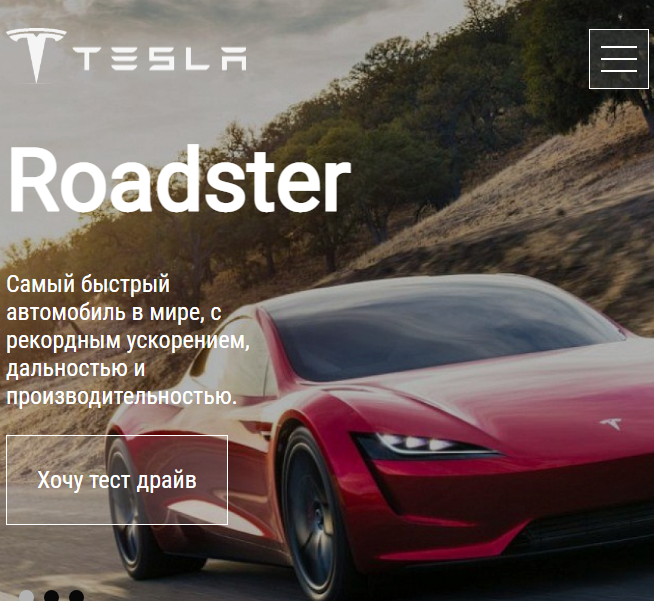 TESLA
Roadster
Самый быстрый
автомобиль в мире, с
рекордным ускорением,
дальностью и
производительностью.
Хочу тест драйв